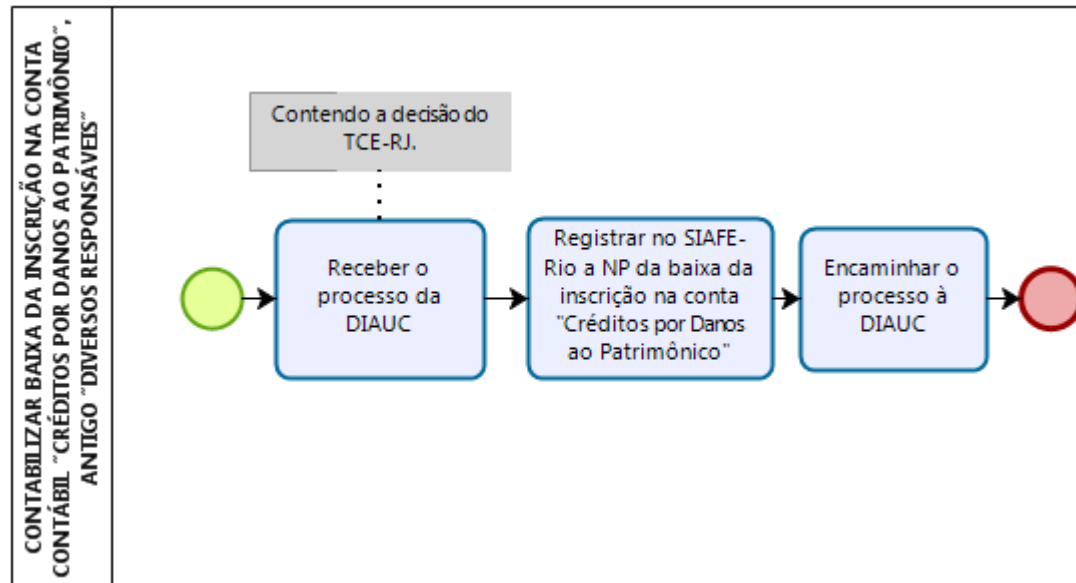 CONTABILIZAR BAIXA DA INSCRIÇÃO NA CONTA
CONTÁBIL "CRÉDITOS POR DANOS AO PATRIMÔNIO",
ANTIGO "DIVERSOS RESPONSÁVEIS"
Contendo a decisão do
TCE-RJ.
Receber o
processo da
DIAUC
Registrar no SIAFE-
Rio a NP da baixa da
inscrição na conta
"Créditos por Danos
ao Patrimônico"
Encaminhar o
processo à
DIAUC